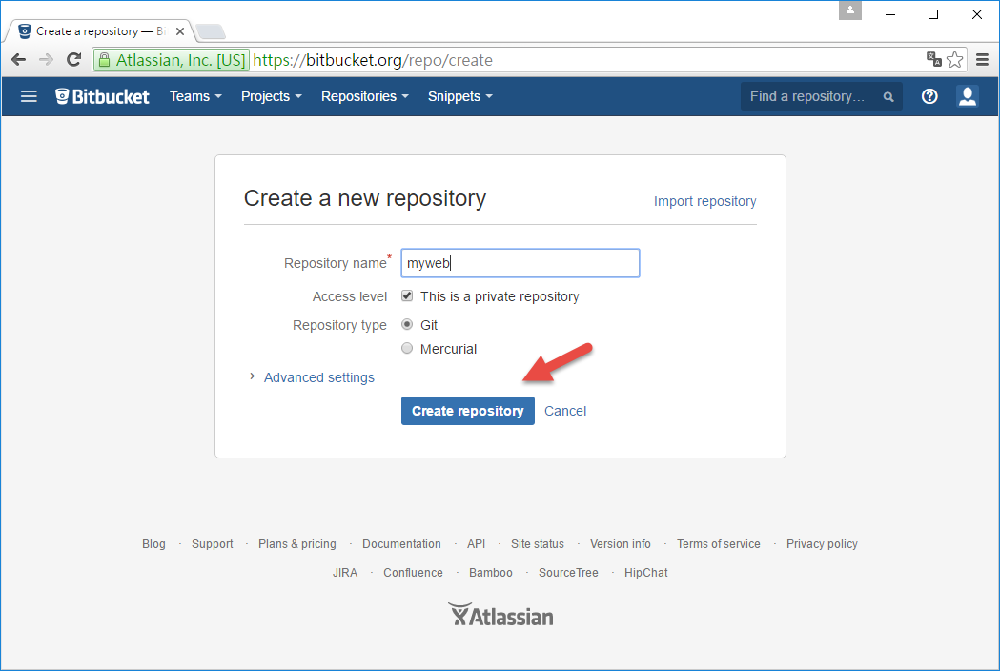 Create a repository — Bi
Atlassian, Inc. [US] https://bitbucket.org/repo/create
Bitbucket Teams Projects Repositories Snippets Find a repository...
Create a new repository
Import repository
Repository name* myweb
Access level This is a private repository
Repository type Git
Mercurial
Advanced settings
Create repository Cancel
Blog · Support · Plans & pricing · Documentation · API · Site status · Version info · Terms of service · Privacy policy
JIRA · Confluence · Bamboo · SourceTree · HipChat
Atlassian